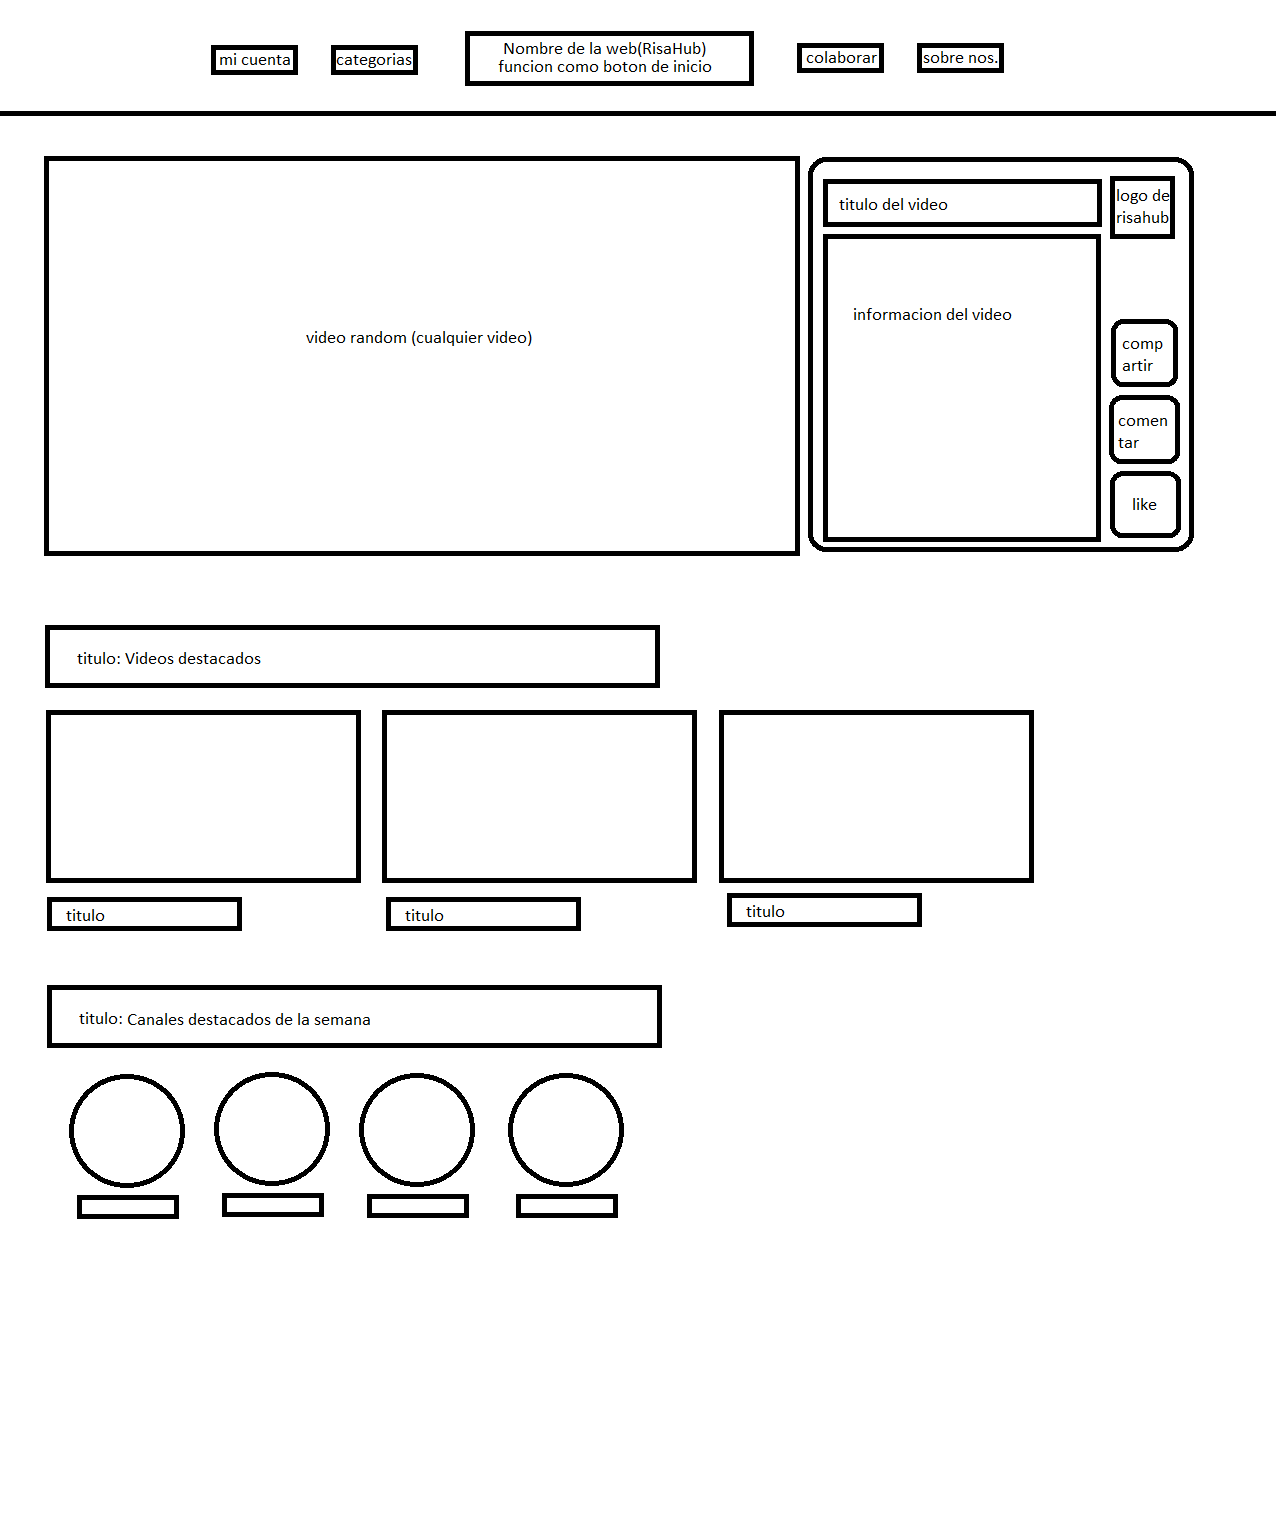 mi cuenta
categorias
Nombre de la web(RisaHub)
funcion como boton de inicio
colaborar
sobre nos.
video random (cualquier video)
titulo del video
logo de
risahub
informacion del video
comp
artir
comen
tar
like
titulo: Videos destacados
titulo
titulo
titulo
titulo: Canales destacados de la semana